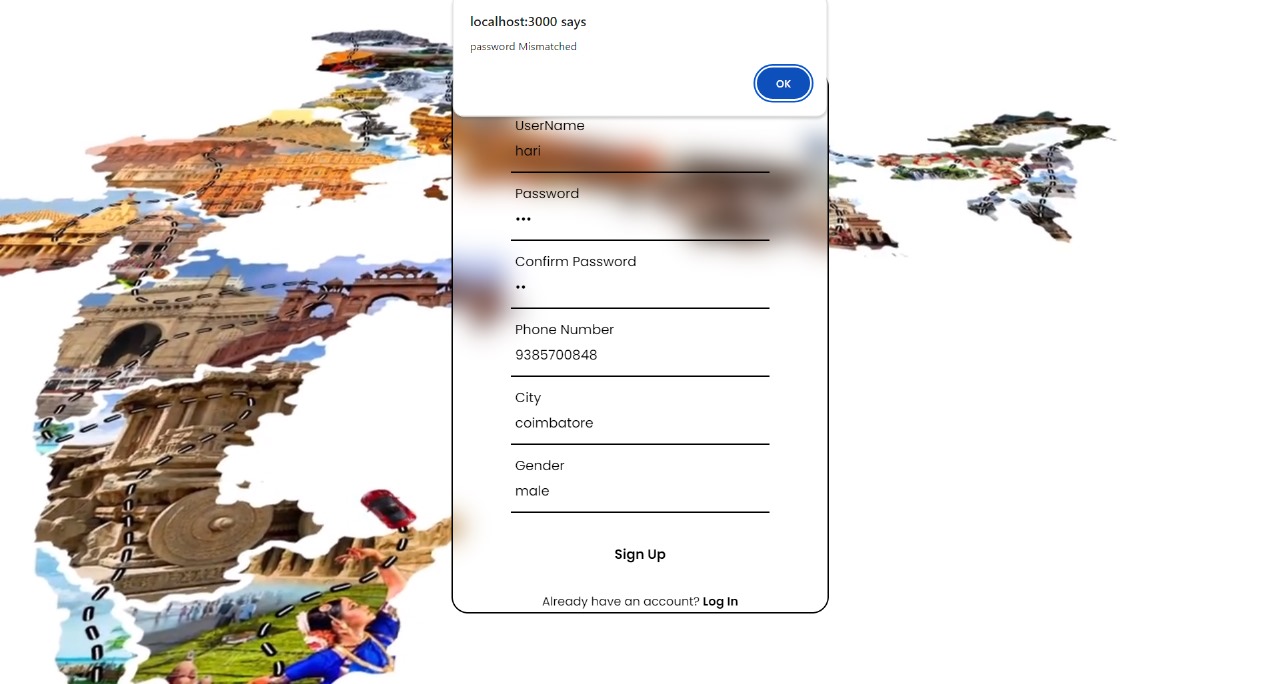 localhost:3000 says
password Mismatched
OK
UserName
hari
Password
•••
Confirm Password
••
Phone Number
9385700848
City
coimbatore
Gender
male
Sign Up
Already have an account? Log In